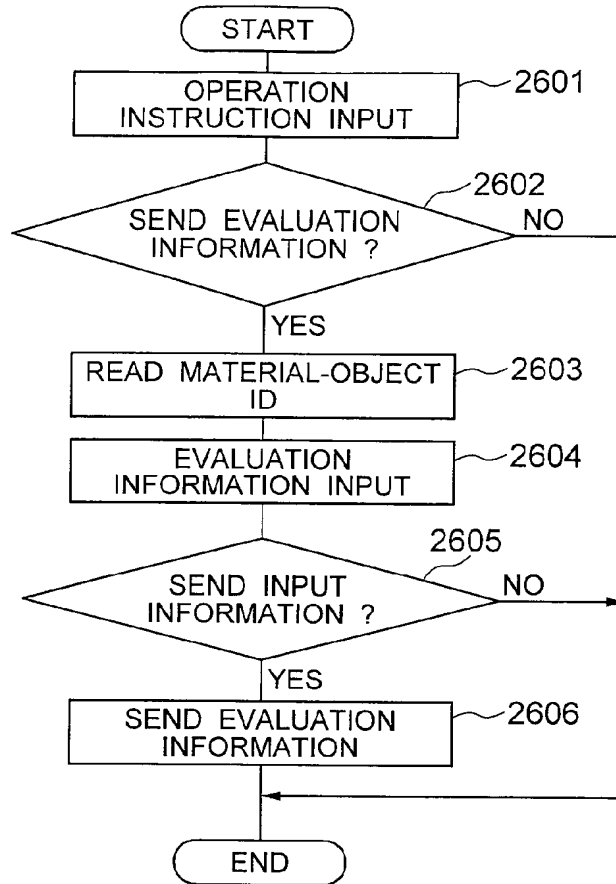 START
OPERATION
INSTRUCTION INPUT
2601
SEND EVALUATION
INFORMATION ?
2602
NO
YES
READ MATERIAL-OBJECT
ID
2603
EVALUATION
INFORMATION INPUT
2604
SEND INPUT
INFORMATION ?
2605
NO
YES
SEND EVALUATION
INFORMATION
2606
END